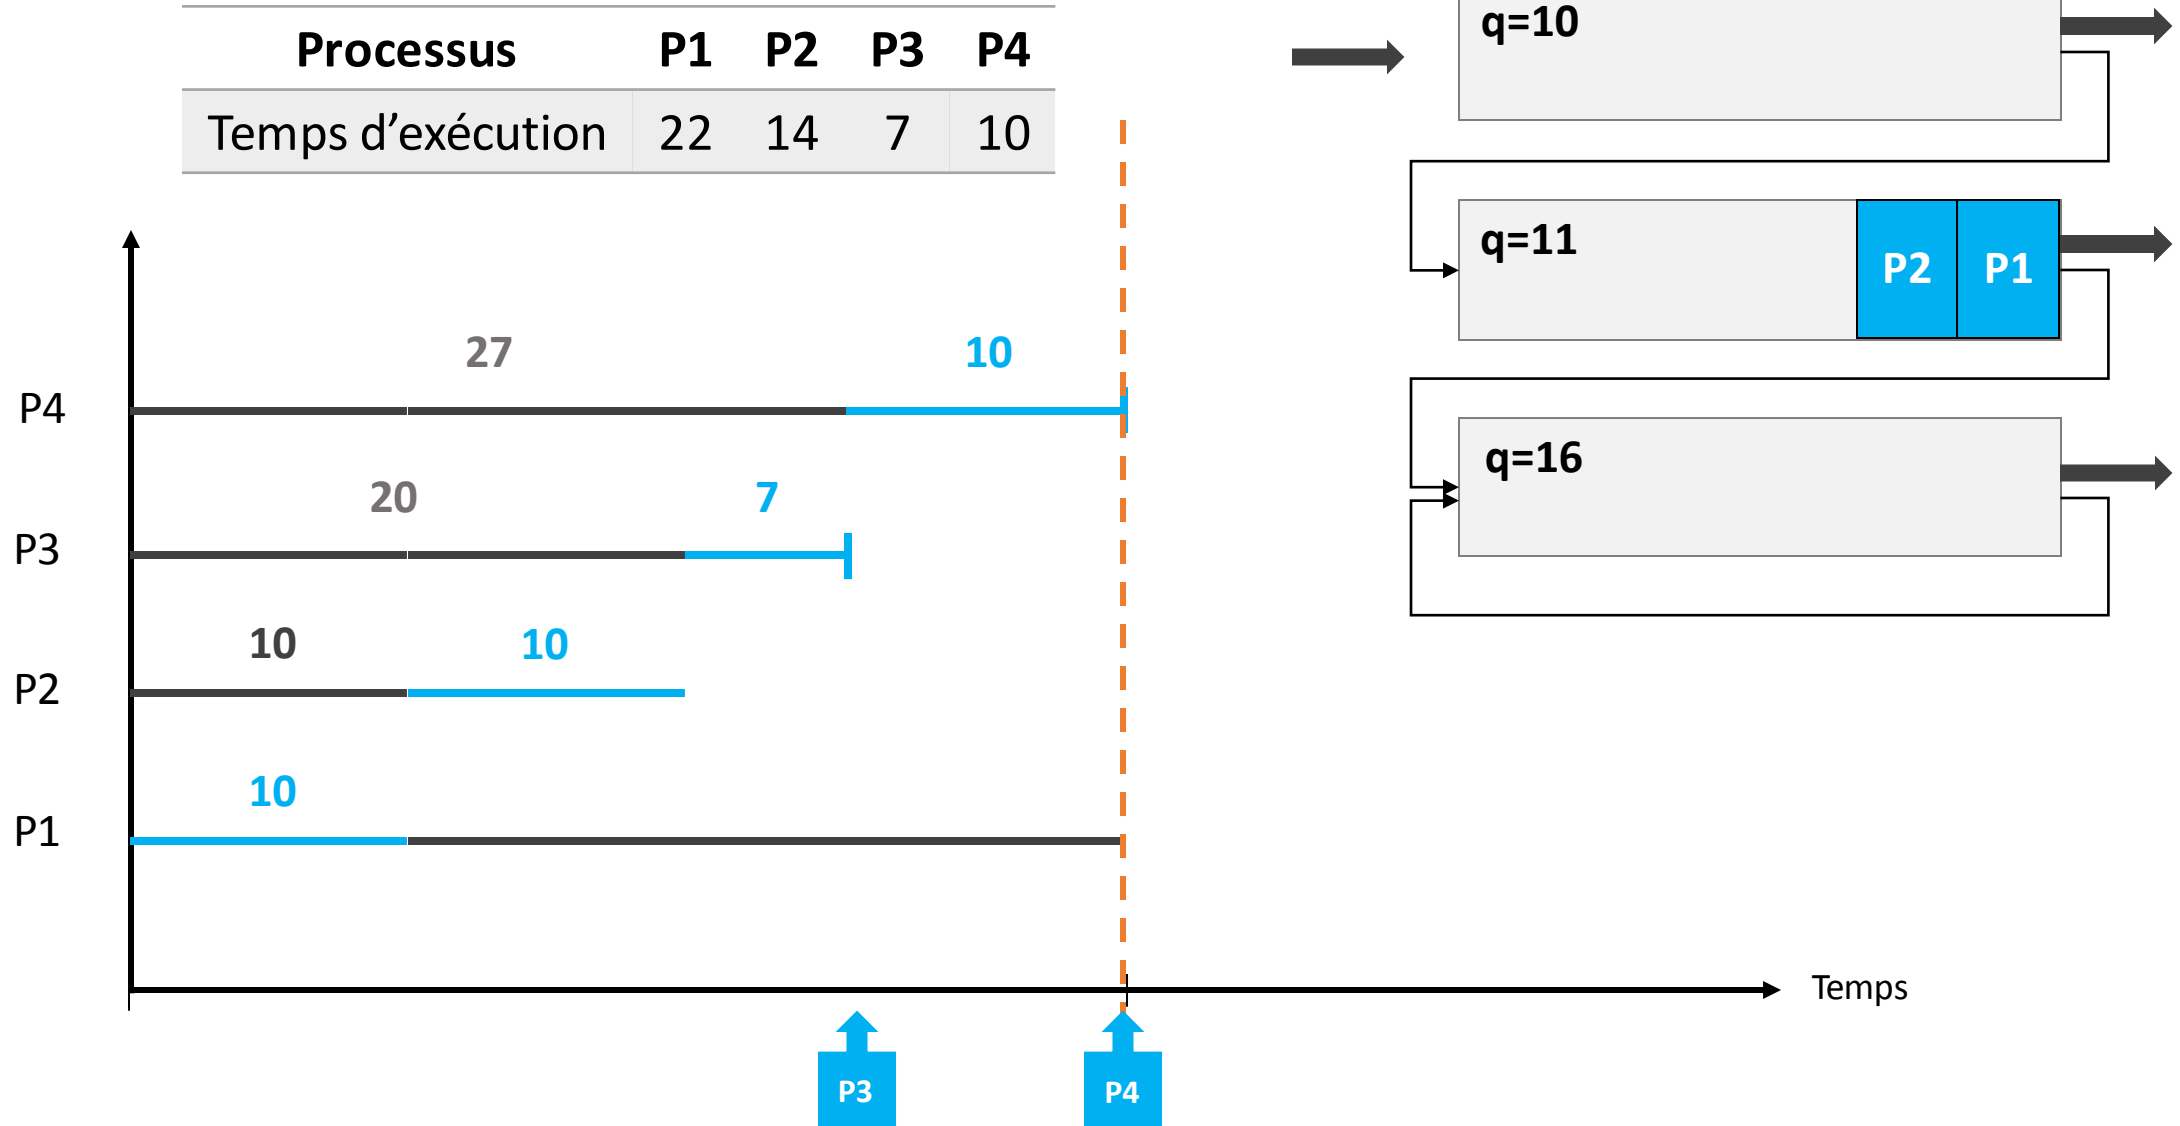 Processus P1 P2 P3 P4
Temps d'exécution 22 14 7 10
q=10
q=11
P2 P1
q=16
27 10
P4
20 7
P3
10 10
P2
10
P1
Temps
P3 P4